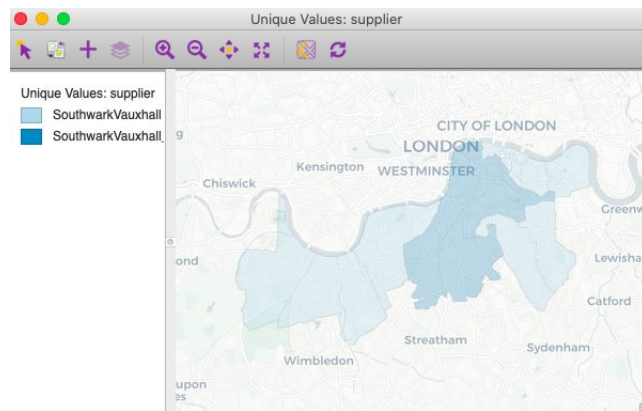 Unique Values: supplier
Unique Values: supplier
SouthwarkVauxhall
SouthwarkVauxhall_
CITY OF LONDON
LONDON
Kensington
WESTMINSTER
Chiswick
Greenw
ond
Lewisha
Catford
Streatham
Sydenham
Wimbledon
upon
es